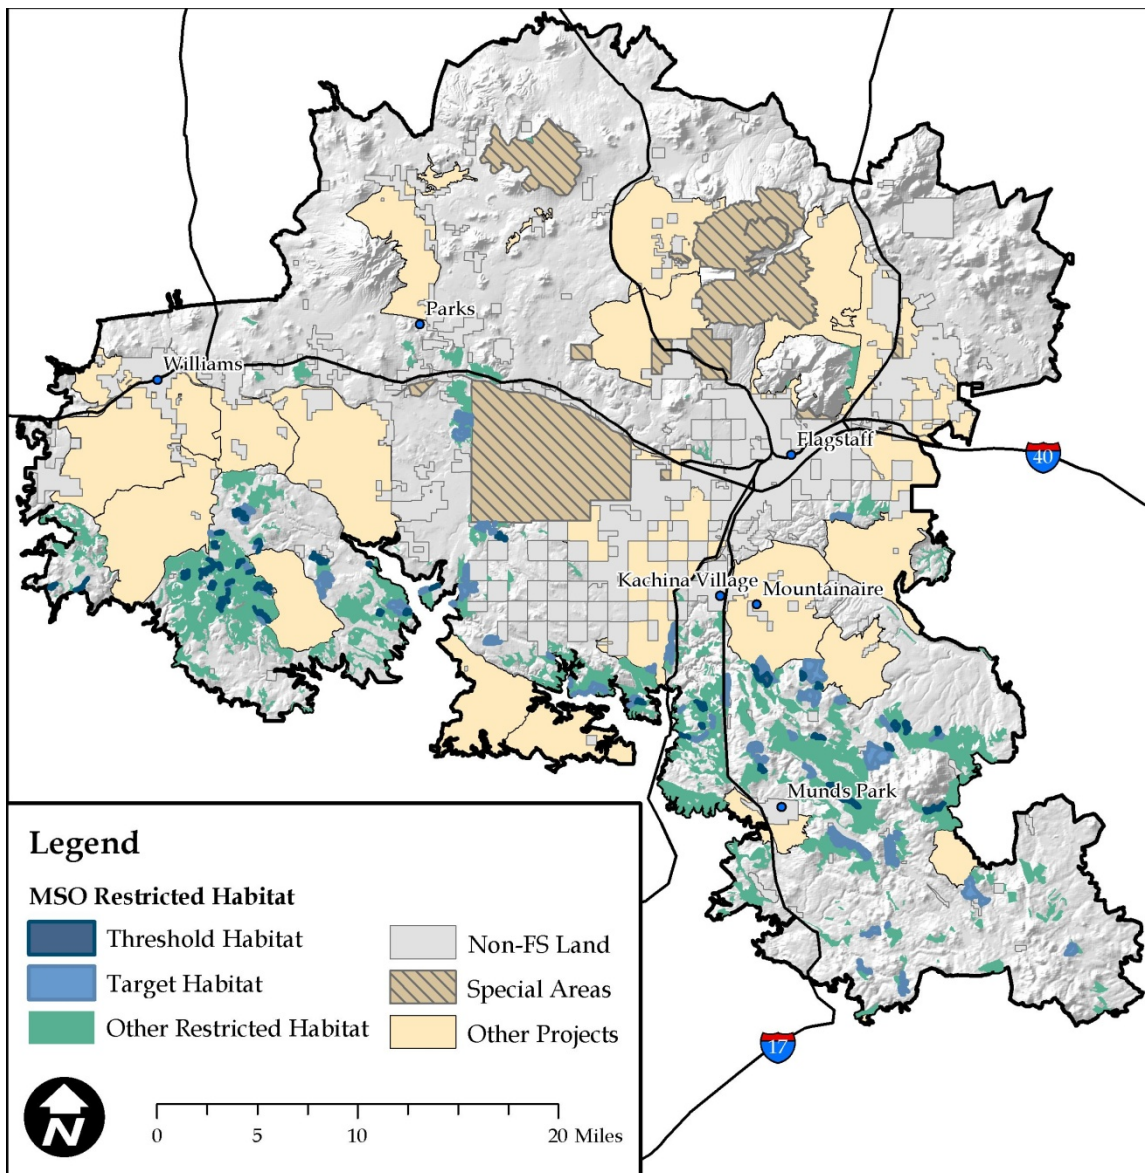 Parks
Williams
Flagstaff
40
Kachina Village
Mountainaire
Munds Park
Legend
MSO Restricted Habitat
Threshold Habitat
Target Habitat
Other Restricted Habitat
Non-FS Land
Special Areas
Other Projects
17
N
0 5 10 20 Miles